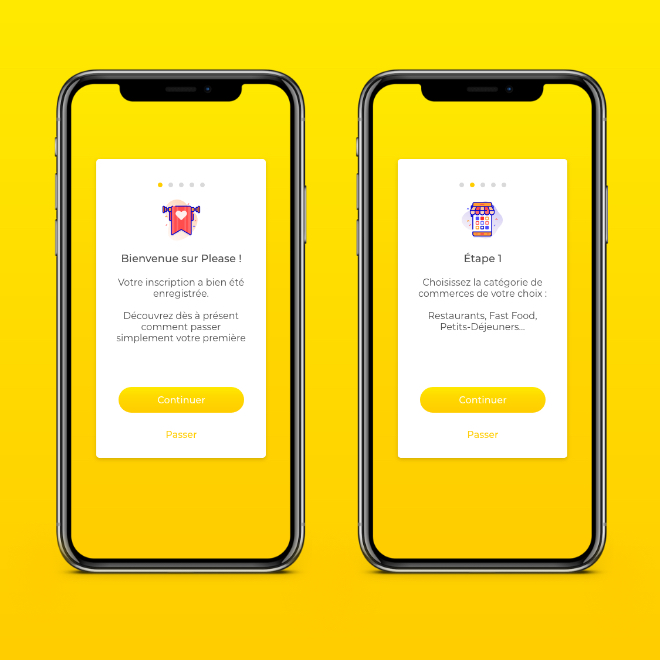 Bienvenue sur Please !
Votre inscription a bien été
enregistrée.
Découvrez dès à présent
comment passer
simplement votre première
Continuer
Passer
Étape 1
Choisissez la catégorie de
commerces de votre choix :
Restaurants, Fast Food,
Petits-Déjeuners...
Continuer
Passer